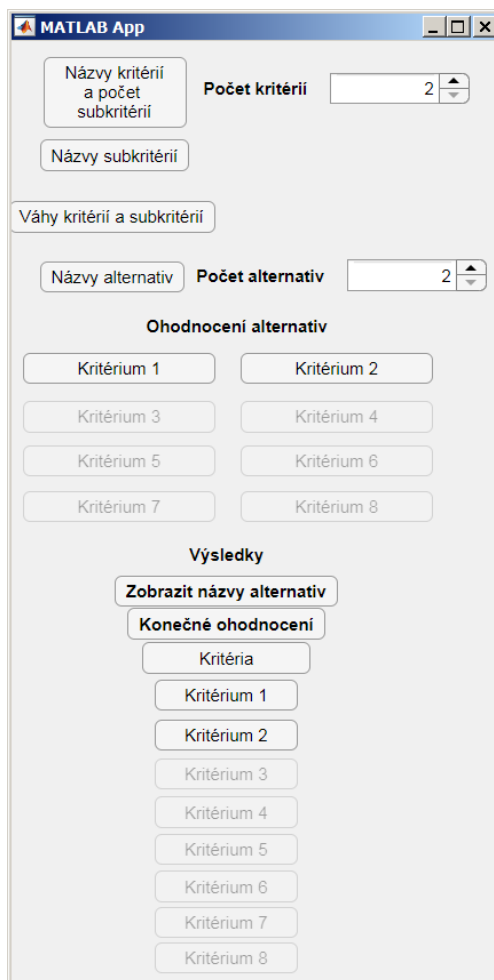 MATLAB App
Názvy kritérií
a počet
subkritérií
Počet kritérií
2
Názvy subkritérií
Váhy kritérií a subkritérií
Názvy alternativ
Počet alternativ
2
Ohodnocení alternativ
Kritérium 1
Kritérium 2
Kritérium 3
Kritérium 4
Kritérium 5
Kritérium 6
Kritérium 7
Kritérium 8
Výsledky
Zobrazit názvy alternativ
Konečné ohodnocení
Kritéria
Kritérium 1
Kritérium 2
Kritérium 3
Kritérium 4
Kritérium 5
Kritérium 6
Kritérium 7
Kritérium 8